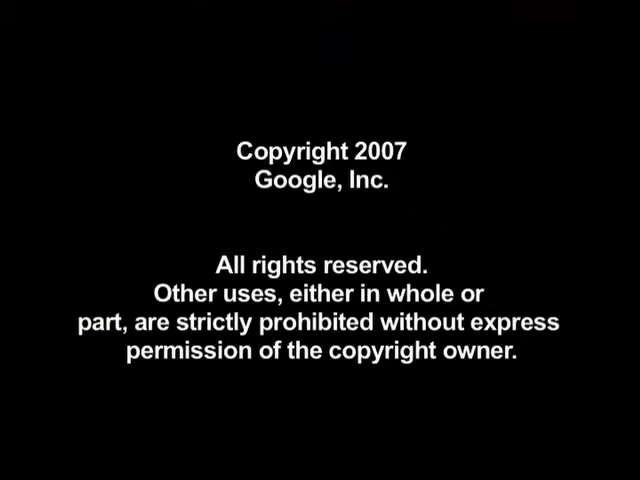 Copyright 2007
Google, Inc.
All rights reserved.
Other uses, either in whole or
part, are strictly prohibited without express
permission of the copyright owner.